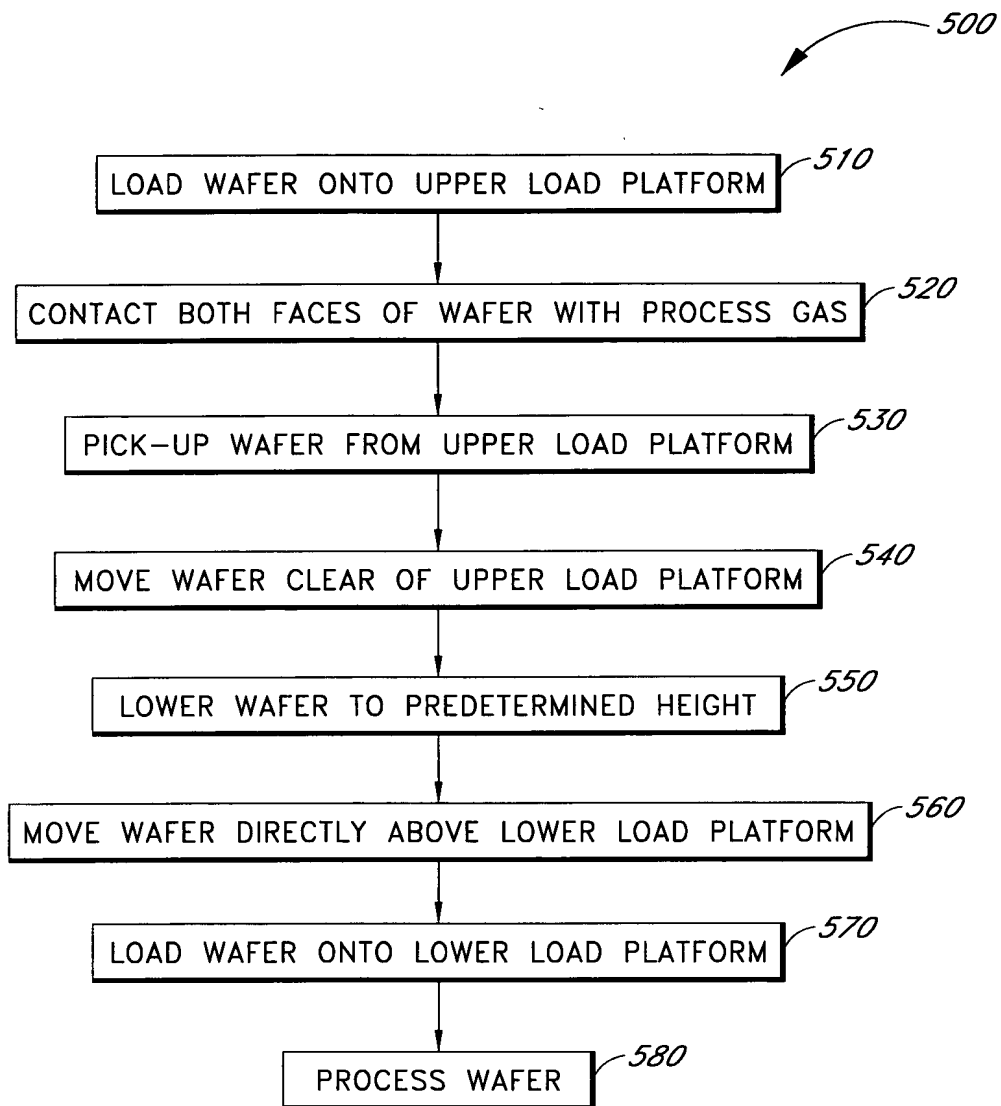 500
LOAD WAFER ONTO UPPER LOAD PLATFORM
510
CONTACT BOTH FACES OF WAFER WITH PROCESS GAS
520
PICK-UP WAFER FROM UPPER LOAD PLATFORM
530
MOVE WAFER CLEAR OF UPPER LOAD PLATFORM
540
LOWER WAFER TO PREDETERMINED HEIGHT
550
MOVE WAFER DIRECTLY ABOVE LOWER LOAD PLATFORM
560
LOAD WAFER ONTO LOWER LOAD PLATFORM
570
PROCESS WAFER
580